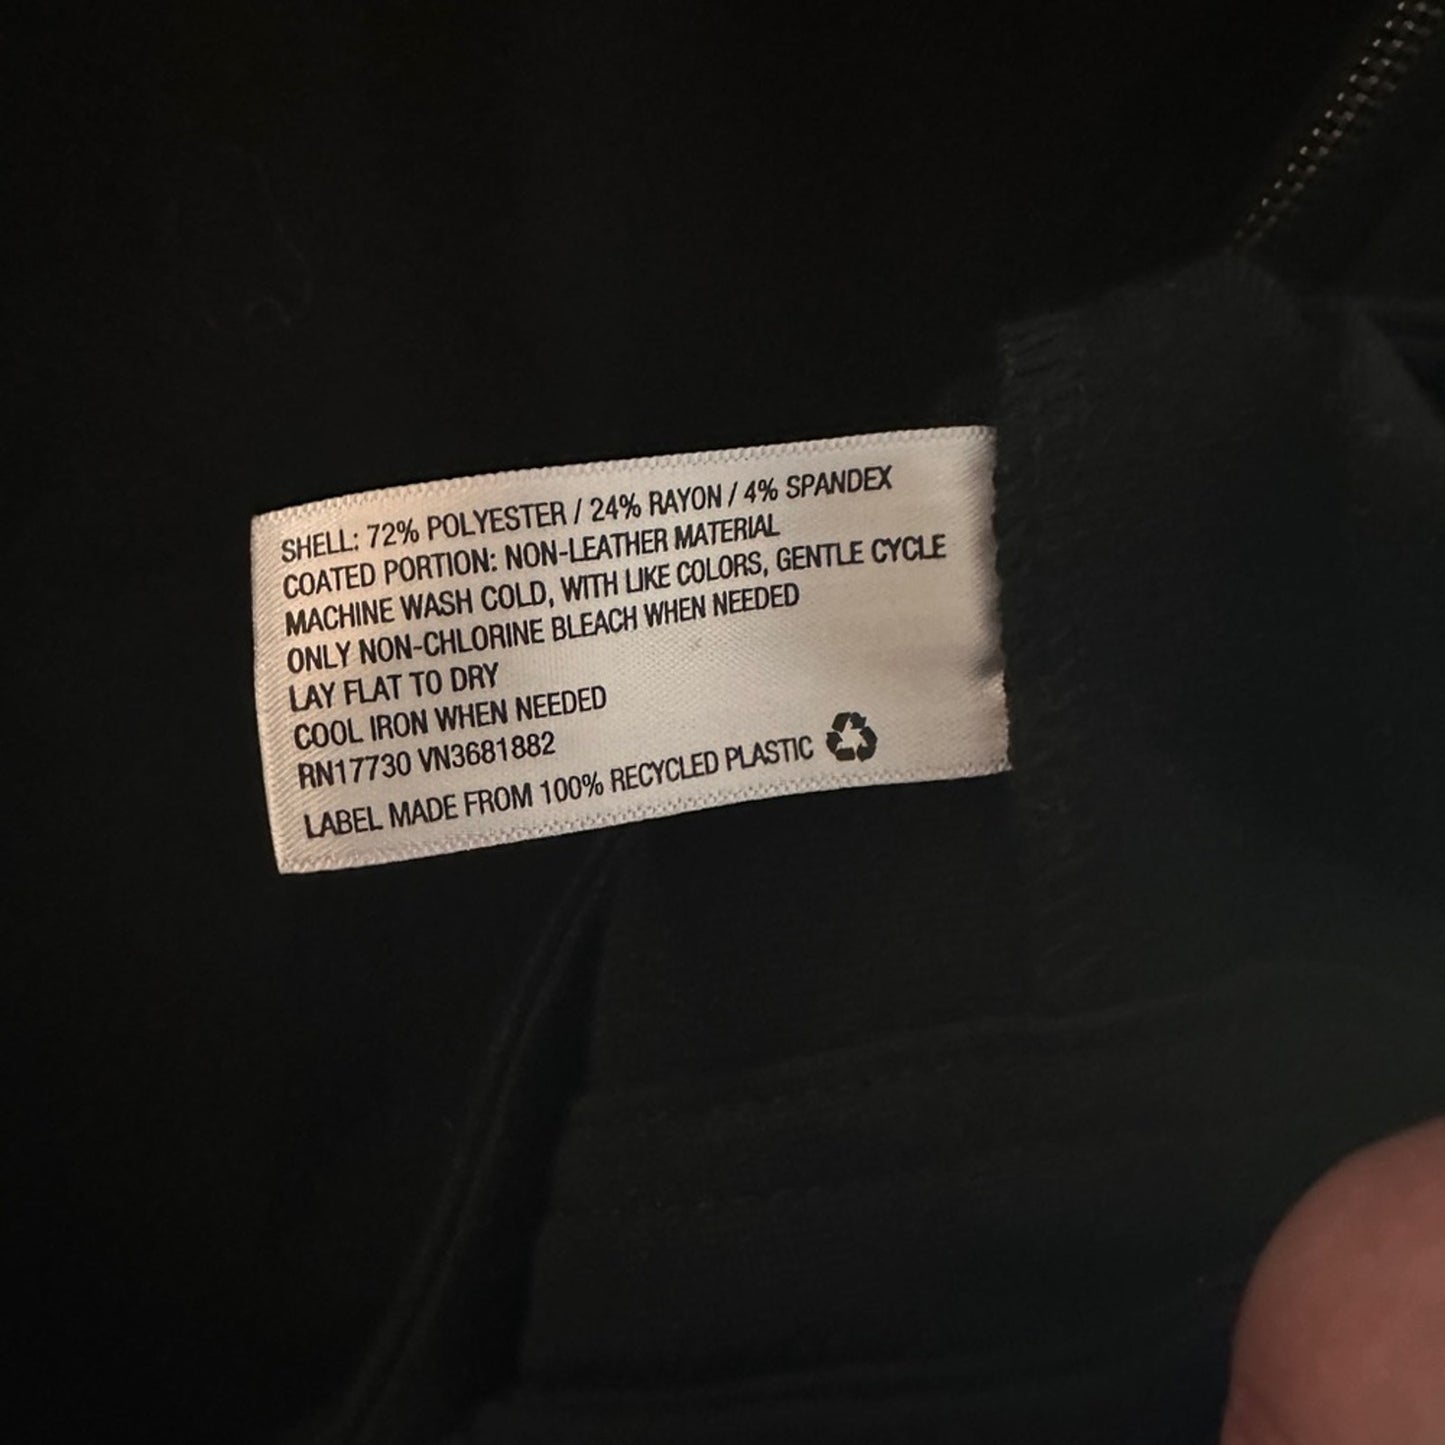 SHELL: 72% POLYESTER / 24% RAYON / 4% SPANDEX
COATED PORTION: NON-LEATHER MATERIAL
MACHINE WASH COLD, WITH LIKE COLORS, GENTLE CYCLE
ONLY NON-CHLORINE BLEACH WHEN NEEDED
LAY FLAT TO DRY
COOL IRON WHEN NEEDED
RN17730 VN3681882
LABEL MADE FROM 100% RECYCLED PLASTIC